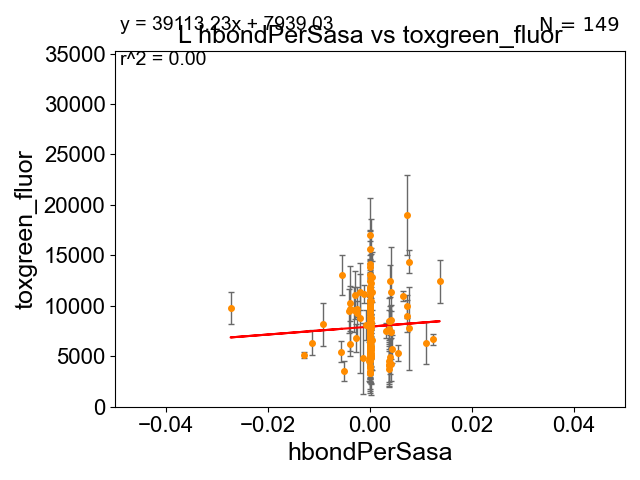 y = 39113.23x + 7939.03
N = 149
L hbondPerSasa vs toxgreen_fluor
r^2 = 0.00
35000
30000
25000
20000
15000
10000
5000
0
toxgreen_fluor
−0.04
−0.02
0.00
0.02
0.04
hbondPerSasa